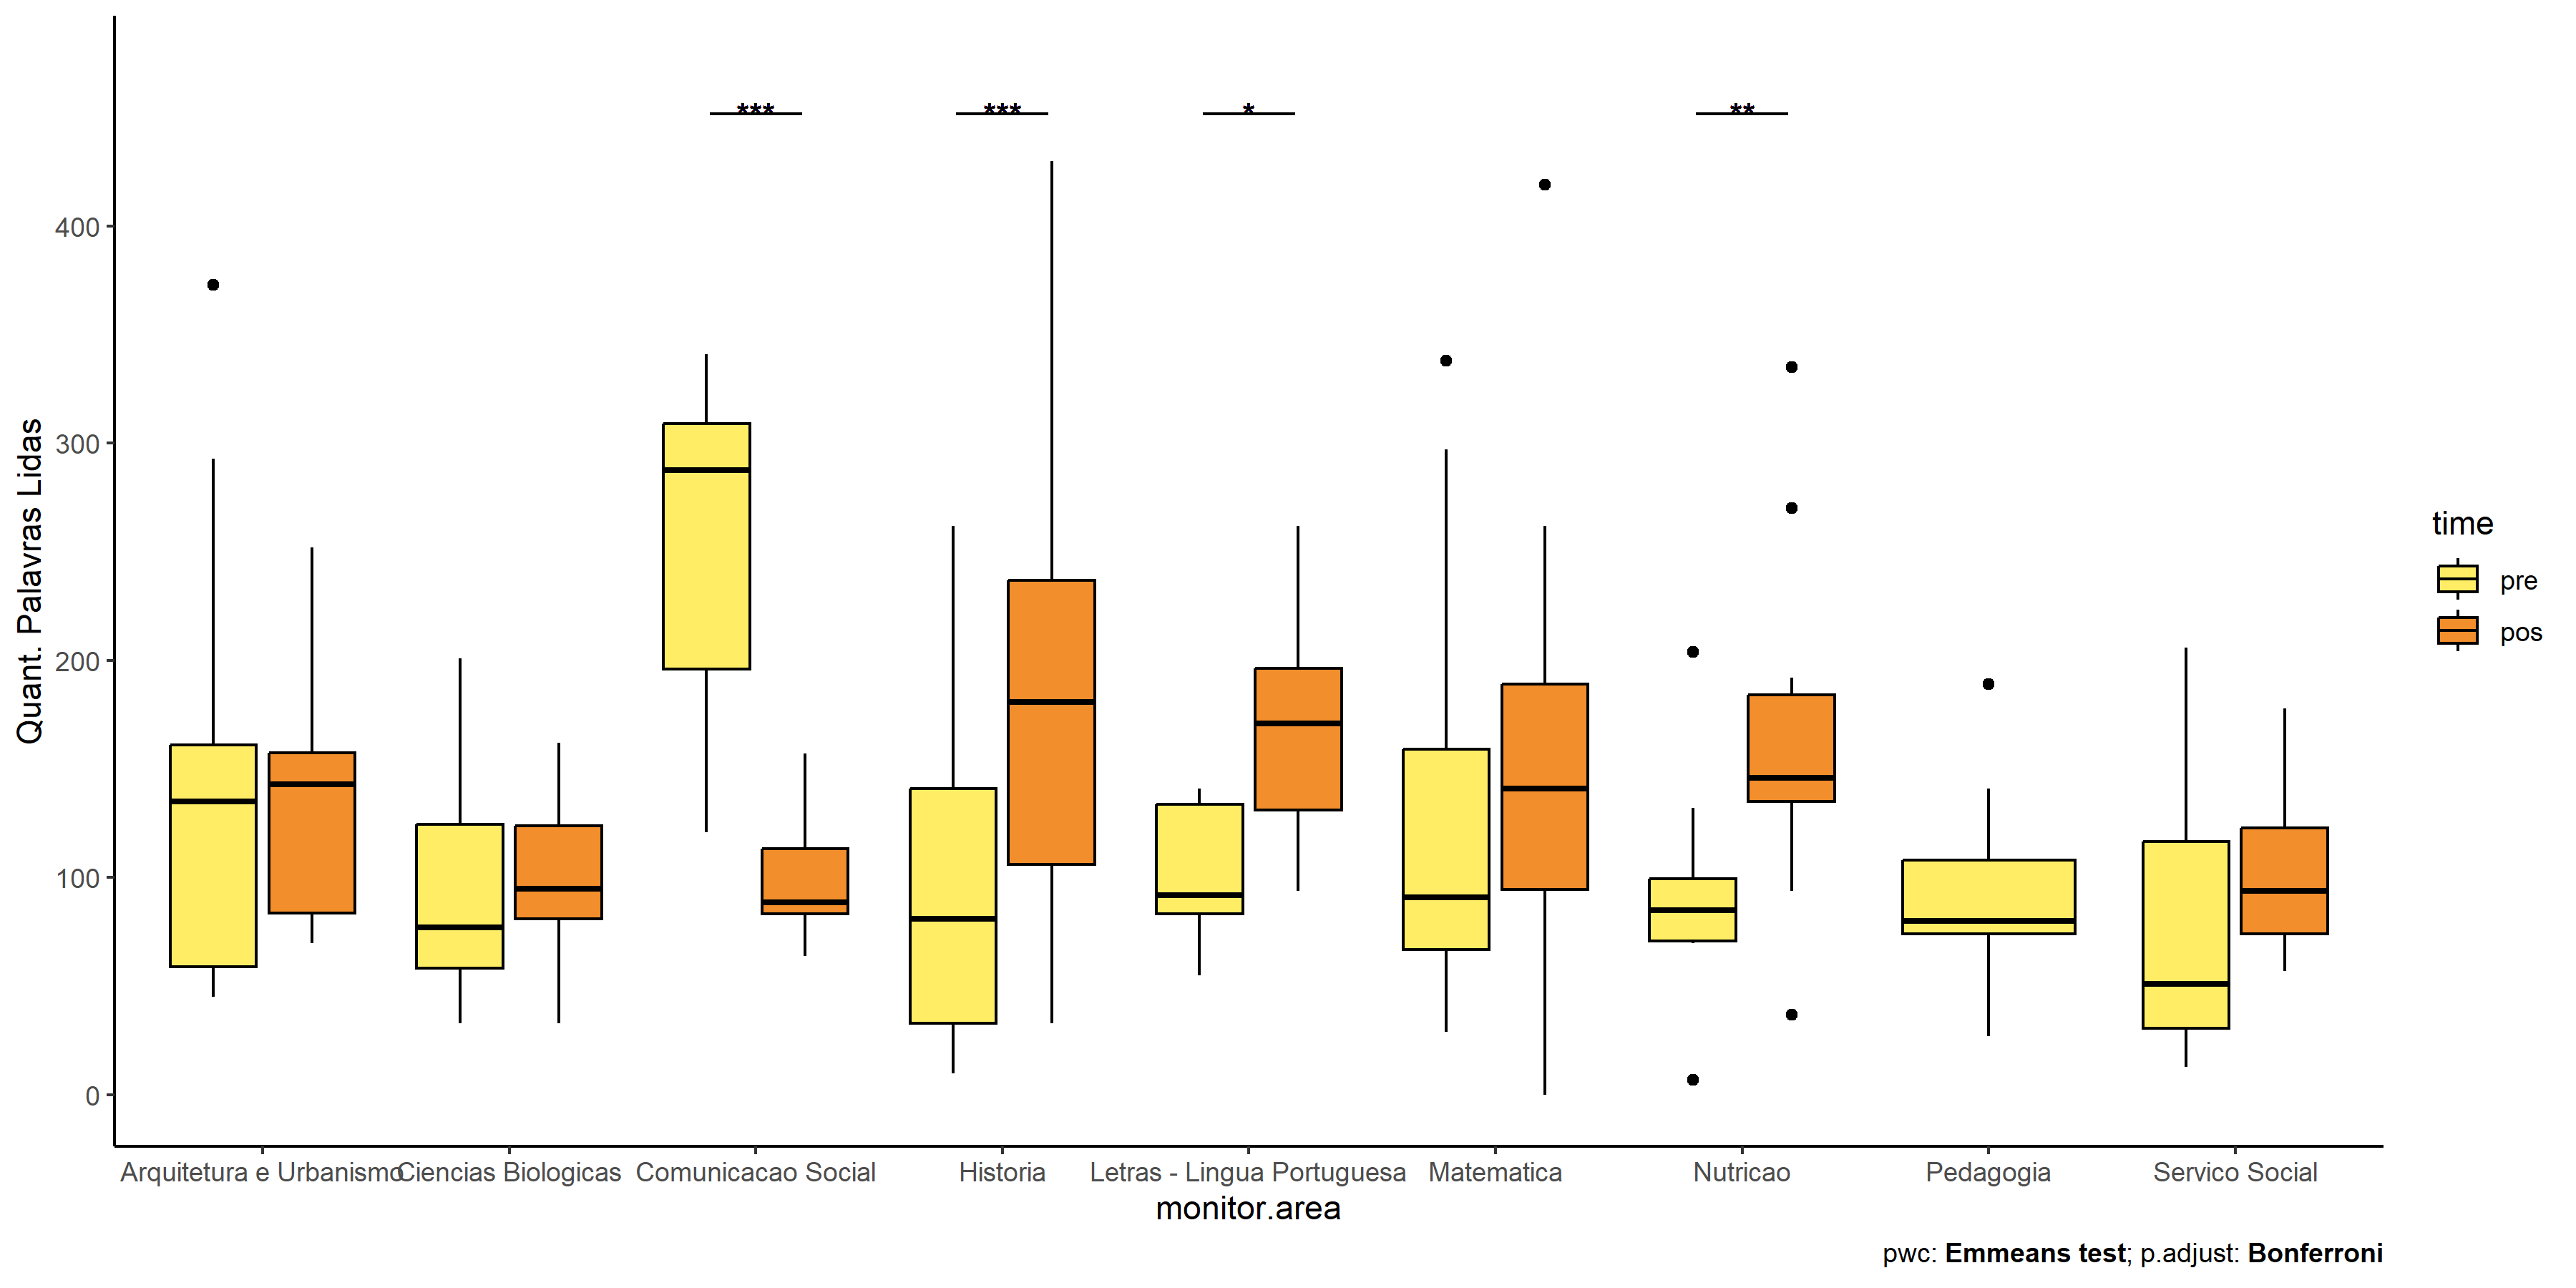 *** *** * **
400
300
200
100
0
Quant. Palavras Lidas
Arquitetura e Urbanismo Ciencias Biologicas Comunicacao Social Historia Letras - Lingua Portuguesa Matematica Nutricao Pedagogia Servico Social
monitor.area
time
pre
pos
pwc: Emmeans test; p.adjust: Bonferroni